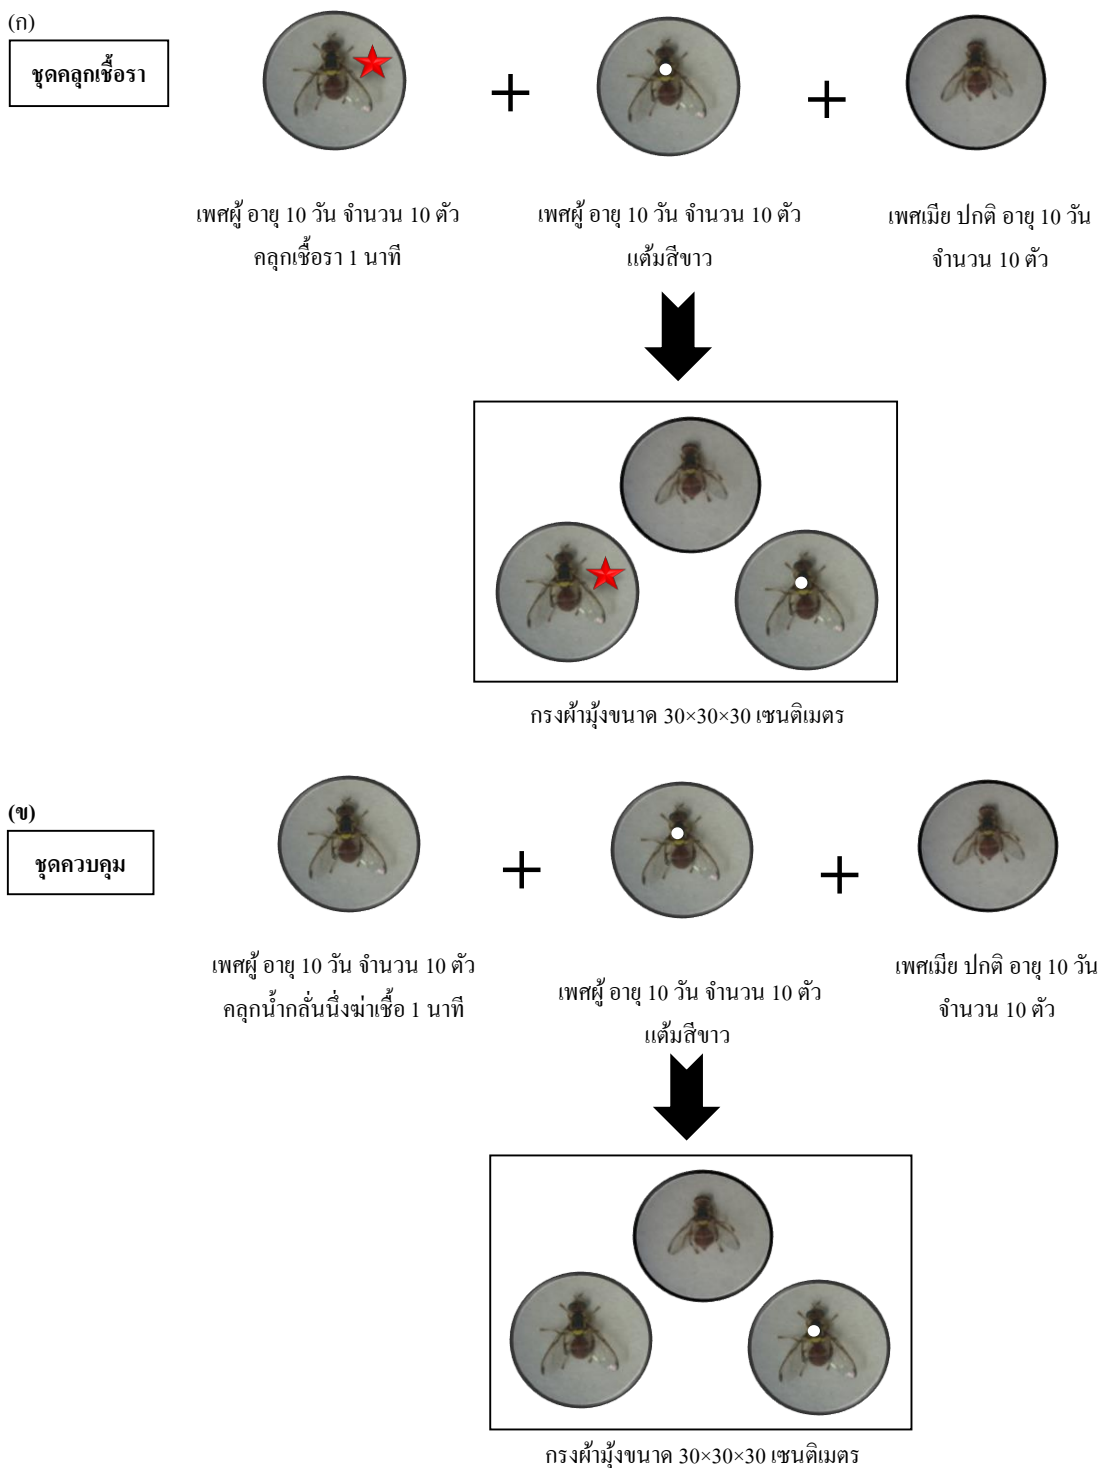 (ก)
ชุดคลุกเชื้อรา
เพศผู้ อายุ 10 วัน จำนวน 10 ตัว
คลุกเชื้อรา 1 นาที
เพศผู้ อายุ 10 วัน จำนวน 10 ตัว
แต้มสีขาว
เพศเมีย ปกติ อายุ 10 วัน
จำนวน 10 ตัว
กรงผ้ามุ้งขนาด 30×30×30 เซนติเมตร
(ข)
ชุดควบคุม
เพศผู้ อายุ 10 วัน จำนวน 10 ตัว
คลุกน้ำกลั่นนึ่งฆ่าเชื้อ 1 นาที
เพศผู้ อายุ 10 วัน จำนวน 10 ตัว
แต้มสีขาว
เพศเมีย ปกติ อายุ 10 วัน
จำนวน 10 ตัว
กรงผ้ามุ้งขนาด 30×30×30 เซนติเมตร